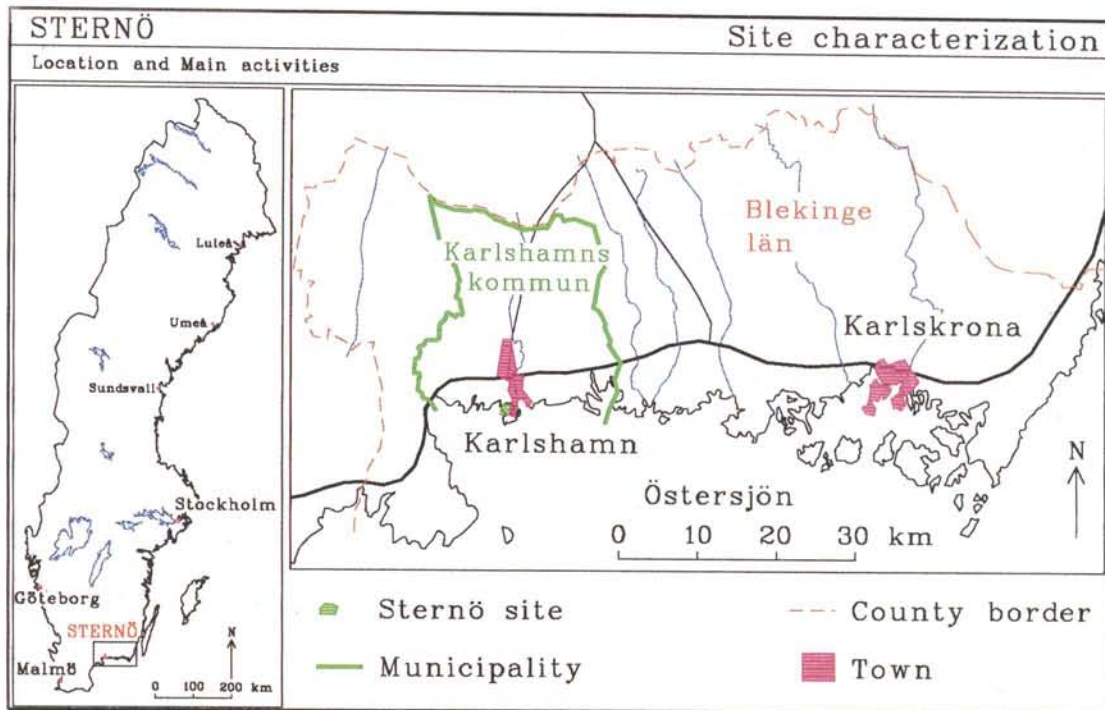 STERNÖ
Site characterization
Location and Main activities
Luleå
Umeå
Sundsvall
Stockholm
Göteborg
STERNÖ
Malmö
N
0 100 200 km
Blekinge
län
Karlshamns
kommun
Karlskrona
Karlshamn
Östersjön
N
0 10 20 30 km
Sternö site
County border
Municipality
Town